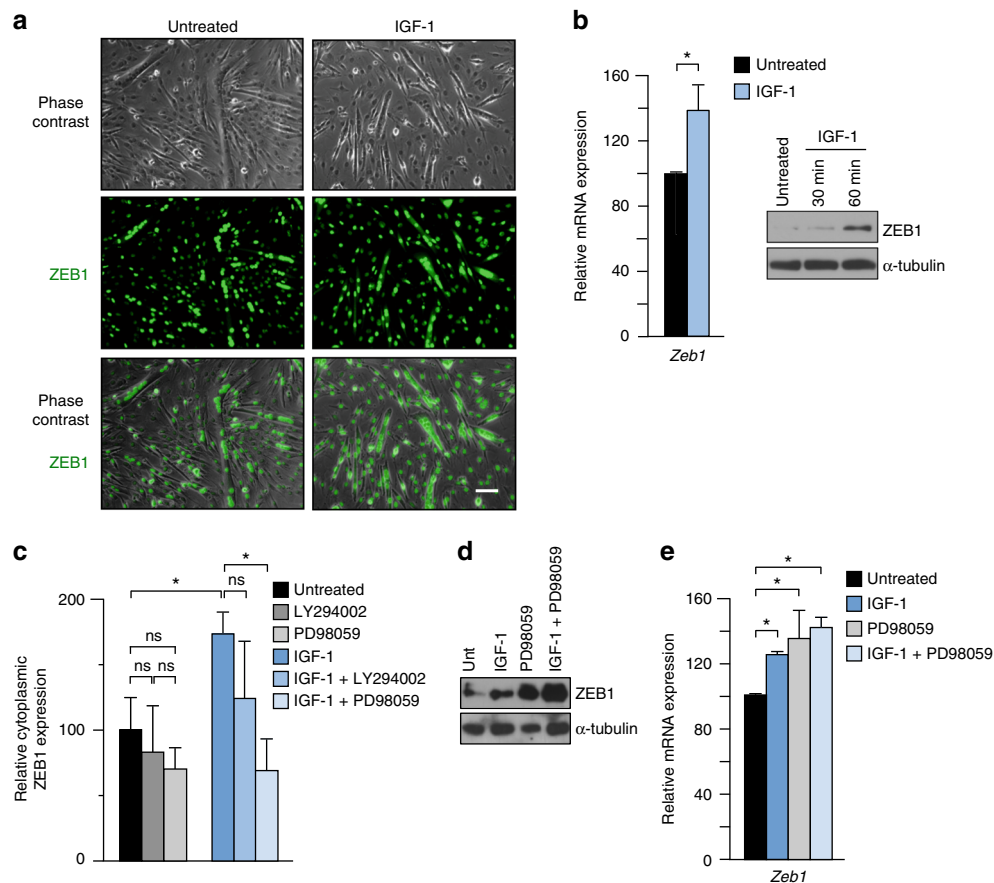 a
Untreated
IGF-1
Phase
contrast
ZEB1
Phase
contrast
ZEB1
b
Untreated
IGF-1
*
Relative mRNA expression
160
120
80
40
0
Zeb1
Untreated
IGF-1
30 min
60 min
ZEB1
α-tubulin
c
Relative cytoplasmic
ZEB1 expression
200
100
0
*
*
ns
ns
ns
ns
Untreated
LY294002
PD98059
IGF-1
IGF-1 + LY294002
IGF-1 + PD98059
d
Unt
IGF-1
PD98059
IGF-1 + PD98059
ZEB1
α-tubulin
e
Relative mRNA expression
160
120
80
40
0
*
*
*
Untreated
IGF-1
PD98059
IGF-1 + PD98059
Zeb1